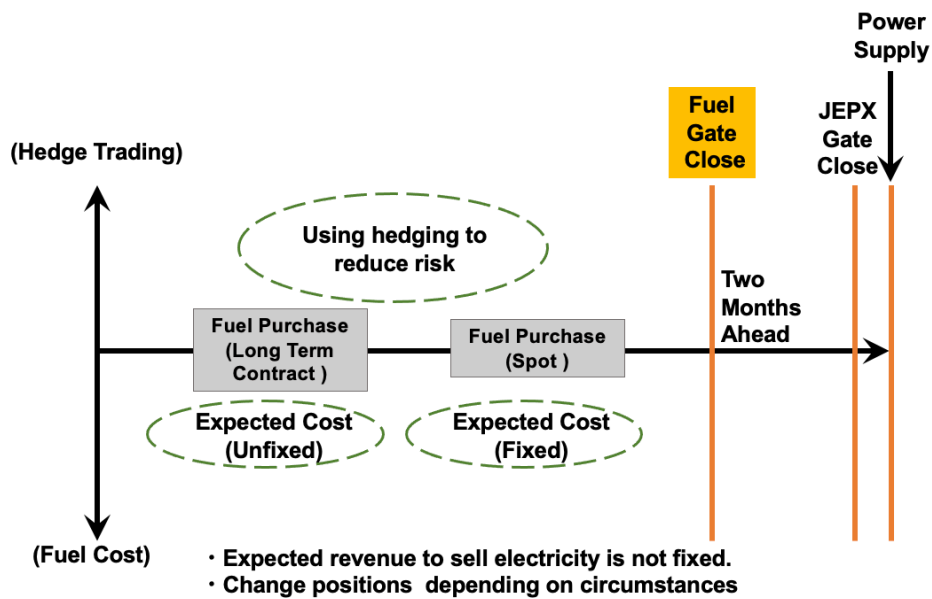 Power
Supply
Fuel
Gate
Close
JEPX
Gate
Close
(Hedge Trading)
Using hedging to
reduce risk
Two
Months
Ahead
Fuel Purchase
(Long Term
Contract )
Fuel Purchase
(Spot )
Expected Cost
(Unfixed)
Expected Cost
(Fixed)
(Fuel Cost)
・Expected revenue to sell electricity is not fixed.
・Change positions  depending on circumstances